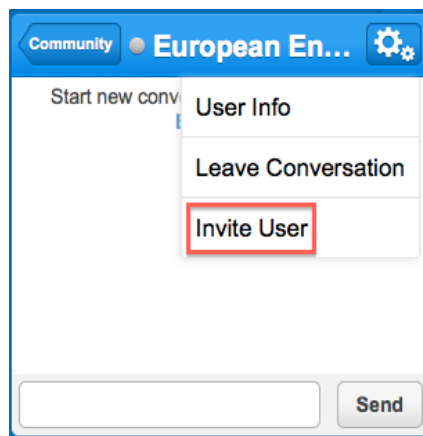 Community
European En...
Start new conv
User Info
Leave Conversation
Invite User
Send